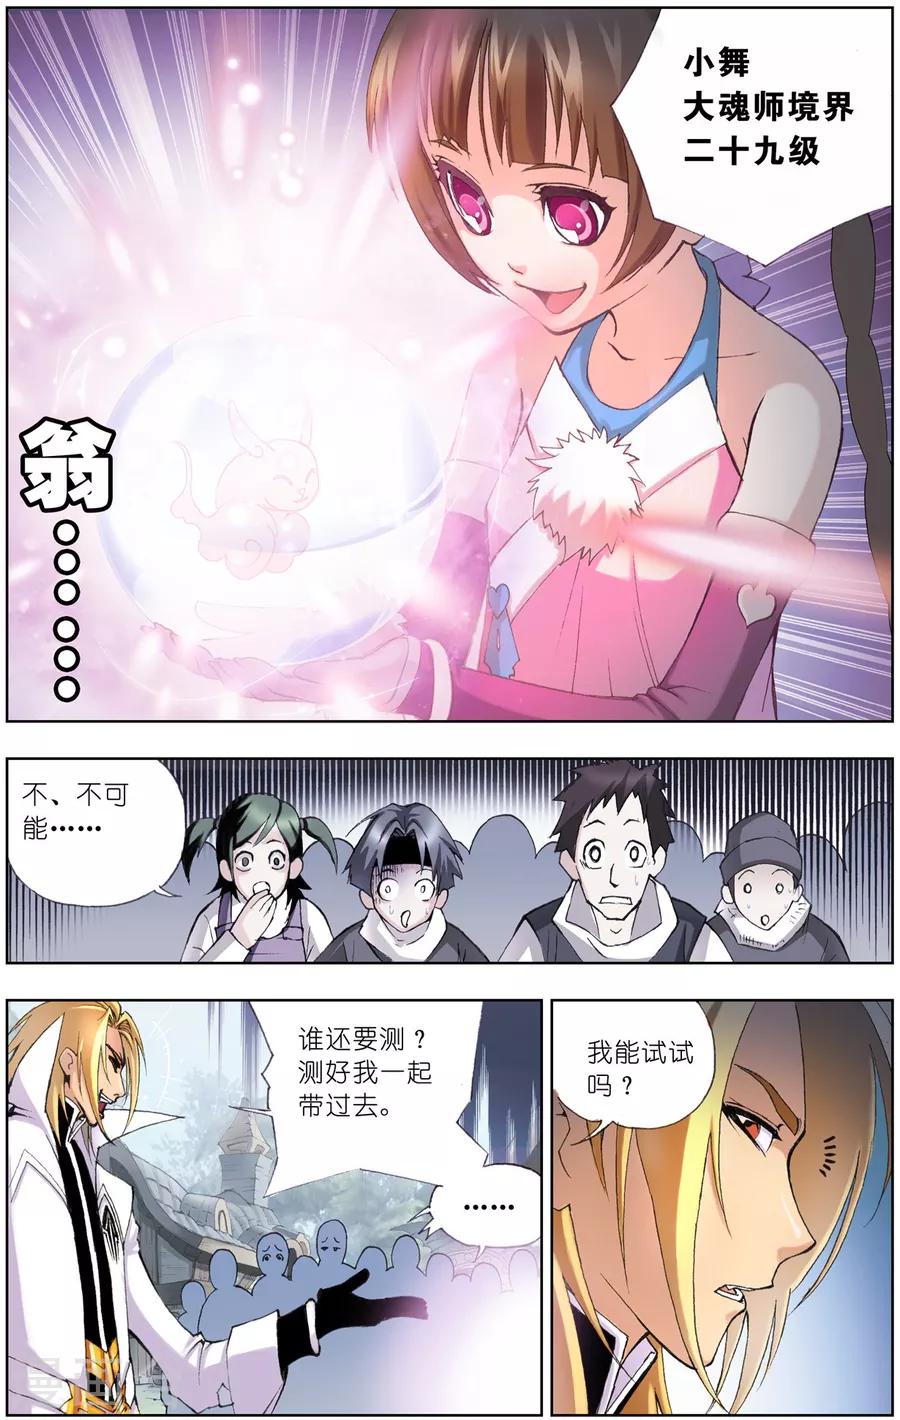 小舞
大魂师境界
二十九级
翁……
不、不可
能……
谁还要测？
测好我一起
带过去。
……
我能试试
吗？